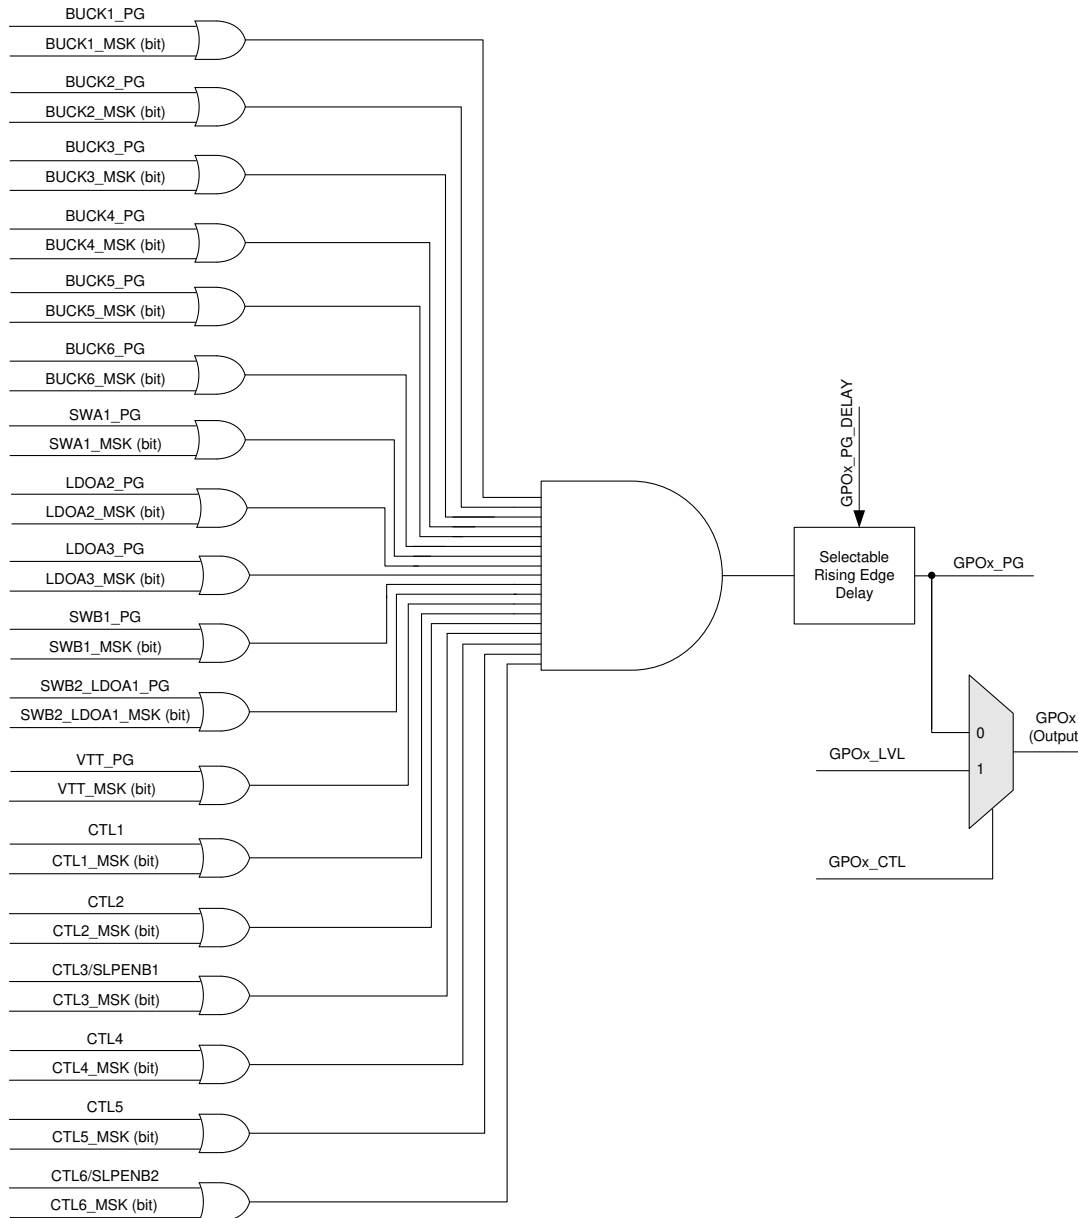 BUCK1_PG
BUCK1_MSK (bit)
BUCK2_PG
BUCK2_MSK (bit)
BUCK3_PG
BUCK3_MSK (bit)
BUCK4_PG
BUCK4_MSK (bit)
BUCK5_PG
BUCK5_MSK (bit)
BUCK6_PG
BUCK6_MSK (bit)
SWA1_PG
SWA1_MSK (bit)
LDOA2_PG
LDOA2_MSK (bit)
LDOA3_PG
LDOA3_MSK (bit)
SWB1_PG
SWB1_MSK (bit)
SWB2_LDOA1_PG
SWB2_LDOA1_MSK (bit)
VTT_PG
VTT_MSK (bit)
CTL1
CTL1_MSK (bit)
CTL2
CTL2_MSK (bit)
CTL3/SLPENB1
CTL3_MSK (bit)
CTL4
CTL4_MSK (bit)
CTL5
CTL5_MSK (bit)
CTL6/SLPENB2
CTL6_MSK (bit)
GPOx_PG_DELAY
Selectable
Rising Edge
Delay
GPOx_PG
0
1
GPOx_LVL
GPOx_CTL
GPOx
(Output